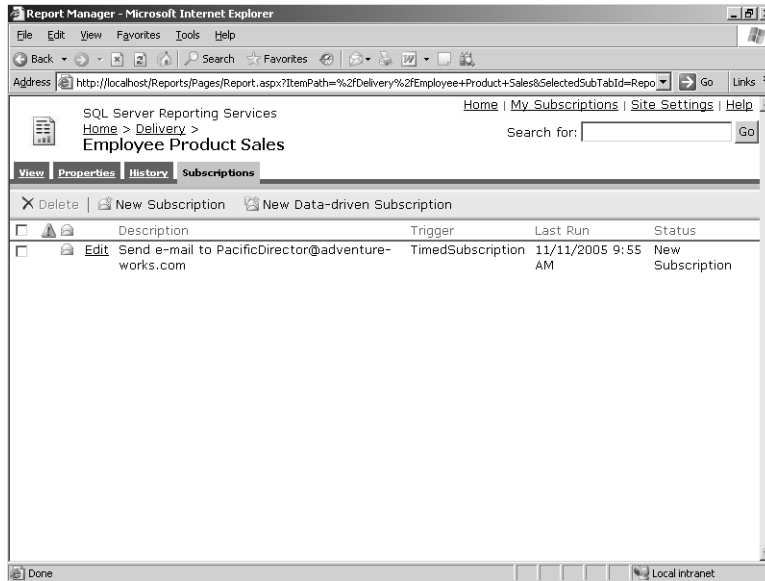 Report Manager - Microsoft Internet Explorer
File Edit View Favorites Tools Help
Back Search Favorites
Address http://localhost/Reports/Pages/Report.aspx?ItemPath=%2fDelivery%2fEmployee+Product+Sales&SelectedSubTabId=Repo Go Links
Home | My Subscriptions | Site Settings | Help
SQL Server Reporting Services
Home > Delivery >
Employee Product Sales
Search for: Go
View Properties History Subscriptions
Delete | New Subscription New Data-driven Subscription
Description Trigger Last Run Status
Edit Send e-mail to PacificDirector@adventure- TimedSubscription 11/11/2005 9:55 New
works.com AM Subscription
Done Local intranet